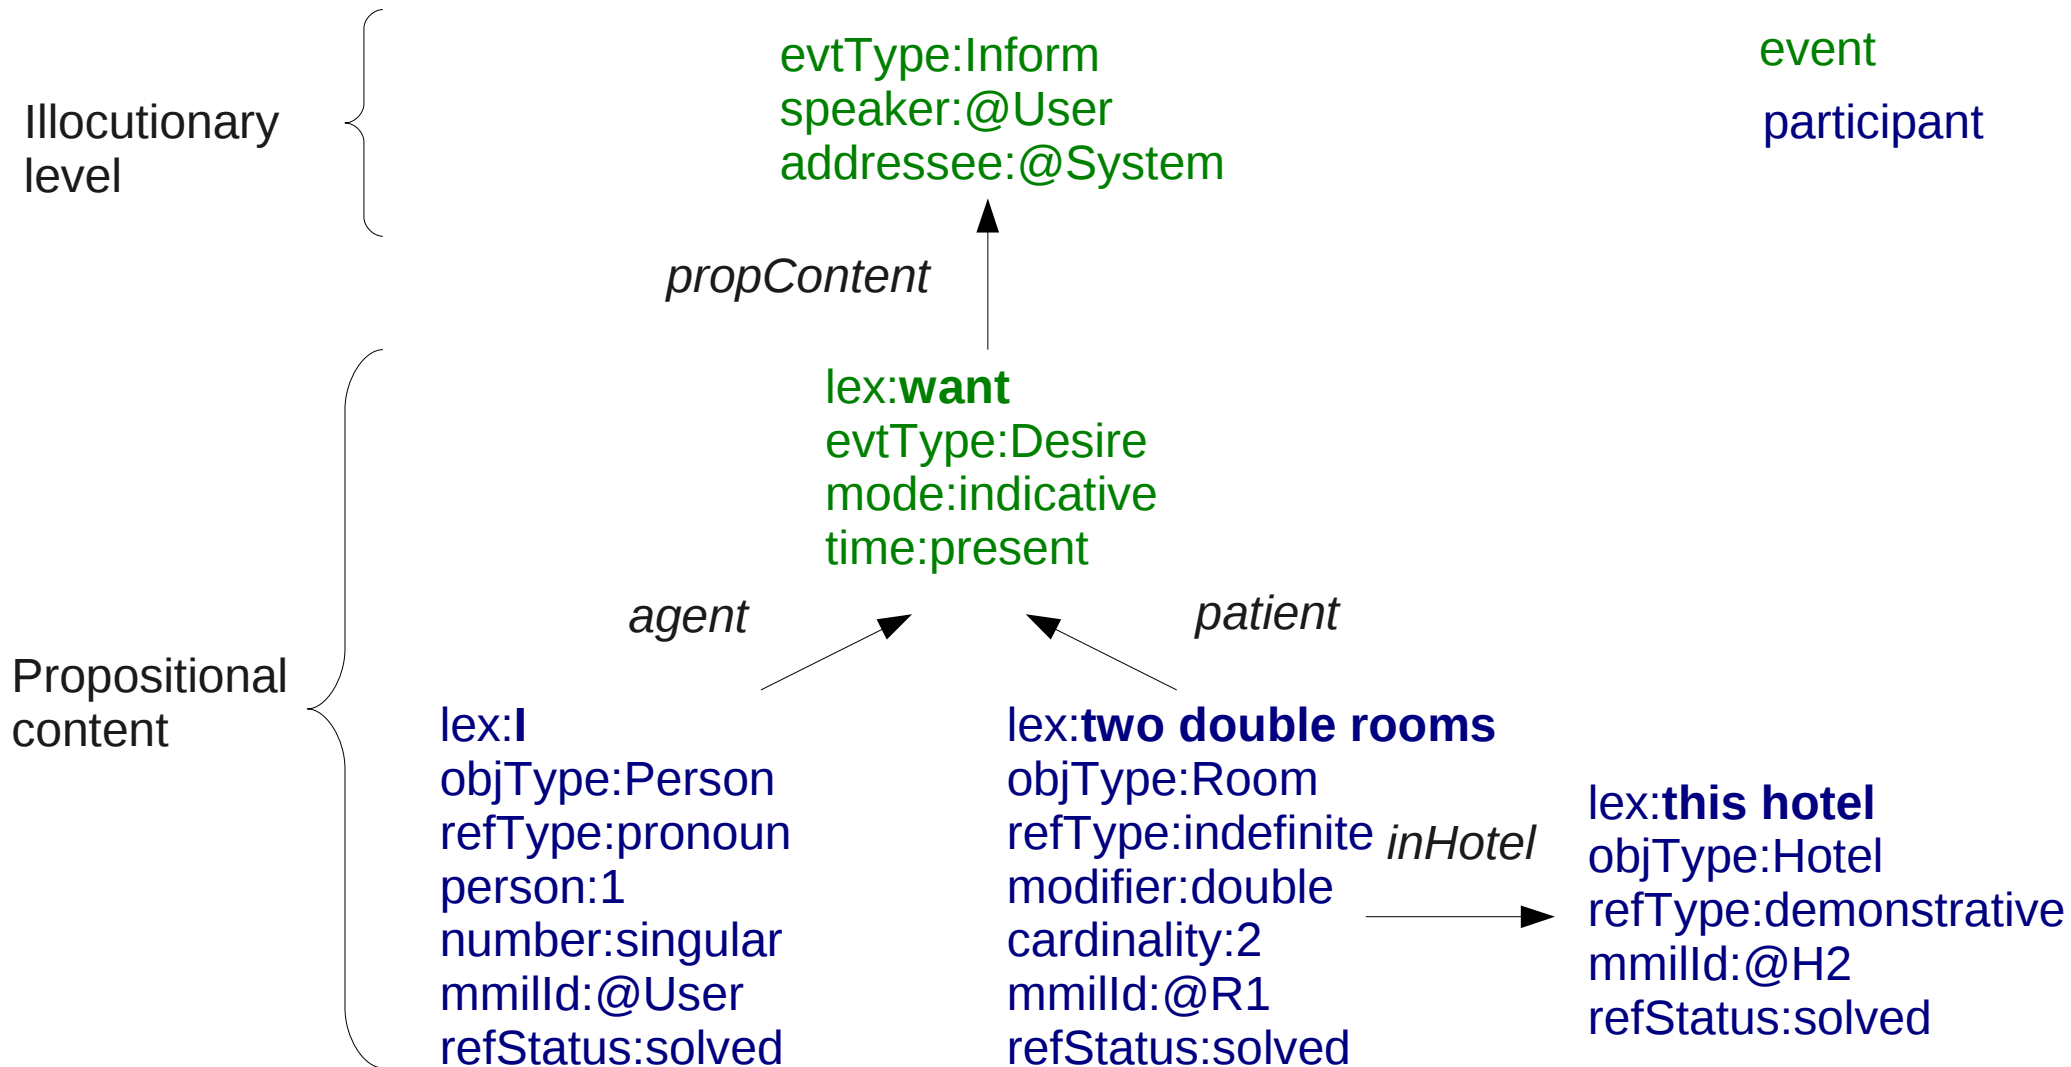 Illocutionary
level
evtType:Inform
speaker:@User
addressee:@System
event
participant
propContent
lex:want
evtType:Desire
mode:indicative
time:present
agent
patient
Propositional
content
lex:I
objType:Person
refType:pronoun
person:1
number:singular
mmilId:@User
refStatus:solved
lex:two double rooms
objType:Room
refType:indefinite
modifier:double
cardinality:2
mmilId:@R1
refStatus:solved
inHotel
lex:this hotel
objType:Hotel
refType:demonstrative
mmilId:@H2
refStatus:solved